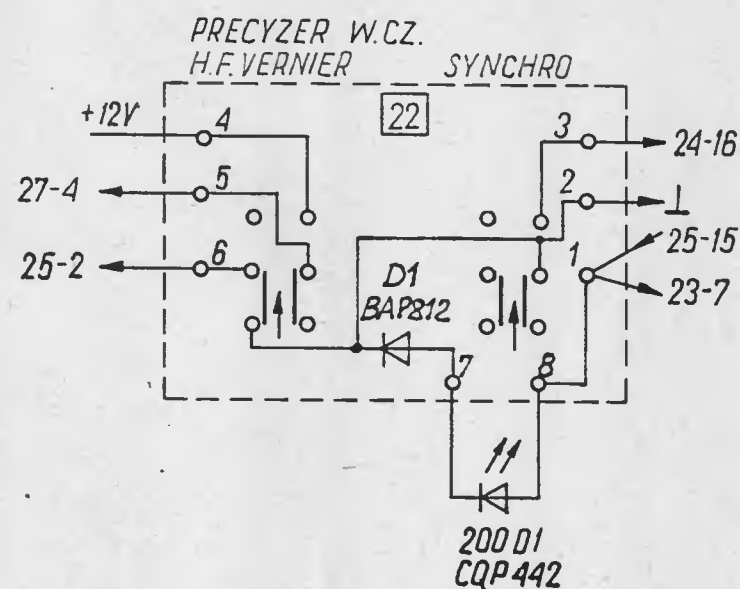 PRECYZER W.CZ.
H.F. VERNIER SYNCHRO
+12V 4 22 3 24-16
27-4 5 2 ⊥
25-2 6 1 25-15
D1 23-7
BAP812
7 8
200 D1
CQP442